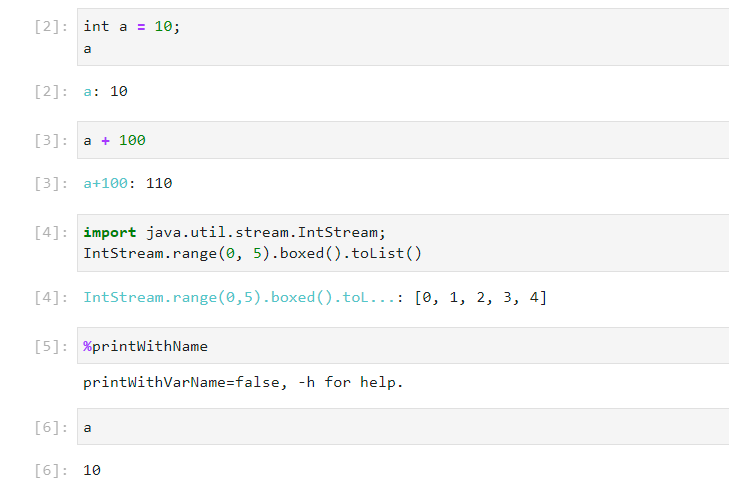 [2]: int a = 10;
a
[2]: a: 10
[3]: a + 100
[3]: a+100: 110
[4]: import java.util.stream.IntStream;
IntStream.range(0, 5).boxed().toList()
[4]: IntStream.range(0,5).boxed().toL...: [0, 1, 2, 3, 4]
[5]: %printWithName
printWithVarName=false, -h for help.
[6]: a
[6]: 10